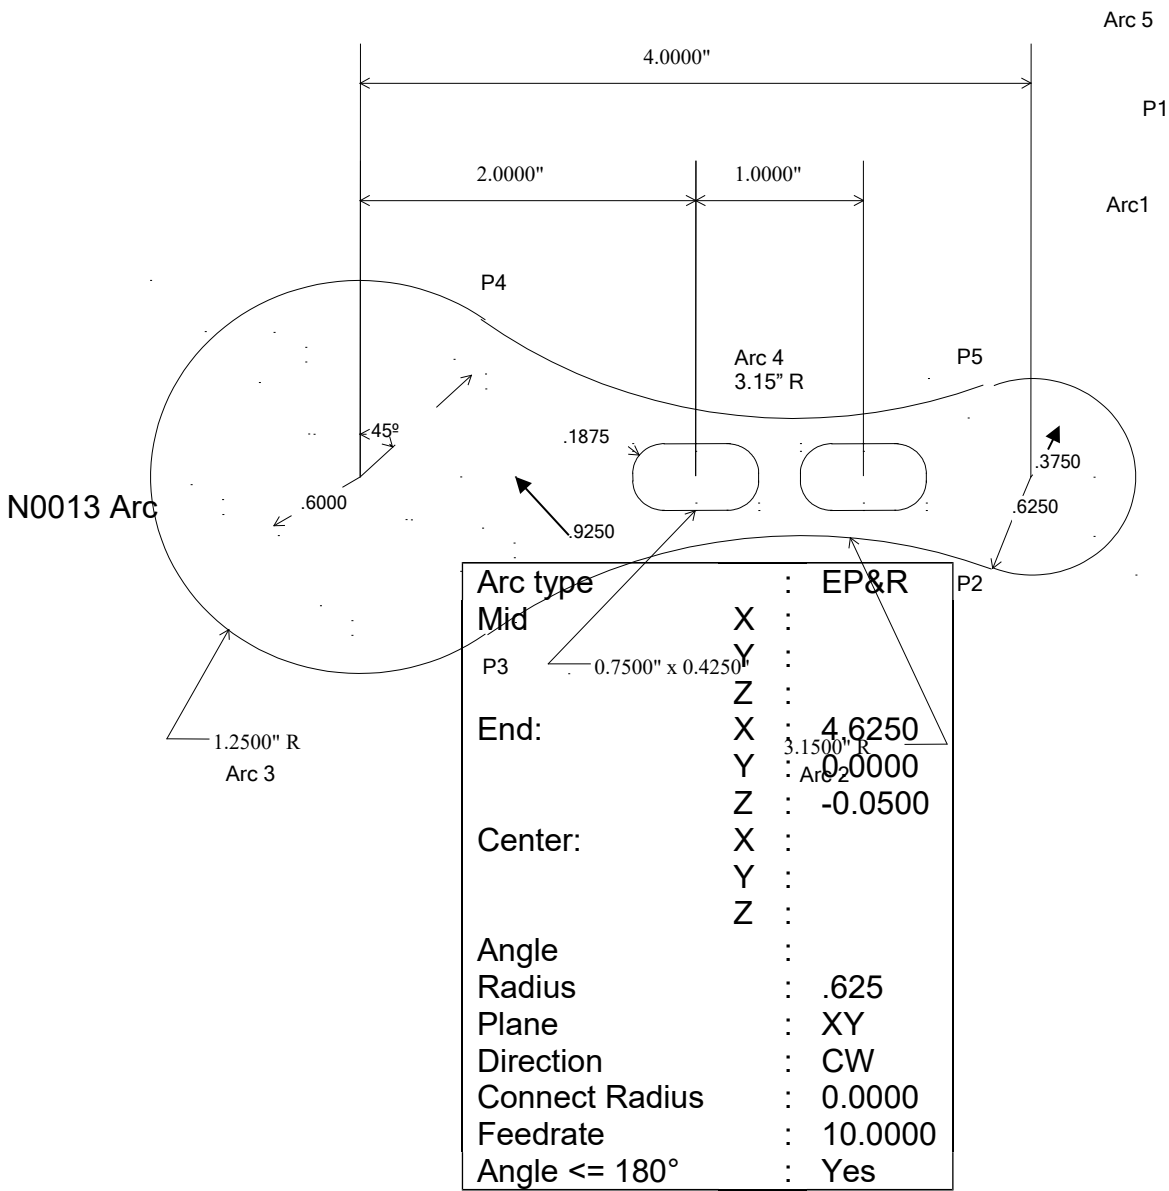 Arc 5
4.0000"
P1
2.0000"
1.0000"
Arc1
P4
Arc 4
3.15” R
P5
45º
.1875
.3750
N0013 Arc
.6000
.6250
.9250
P2
Arc type : EP&R
Mid X :
Y :
Z :
P3
0.7500" x 0.4250"
End: X : 4.6250
Y : 0.0000
Z : -0.0500
1.2500" R
Arc 3
3.1500" R
Arc 2
Center: X :
Y :
Z :
Angle :
Radius : .625
Plane : XY
Direction : CW
Connect Radius : 0.0000
Feedrate : 10.0000
Angle <= 180° : Yes